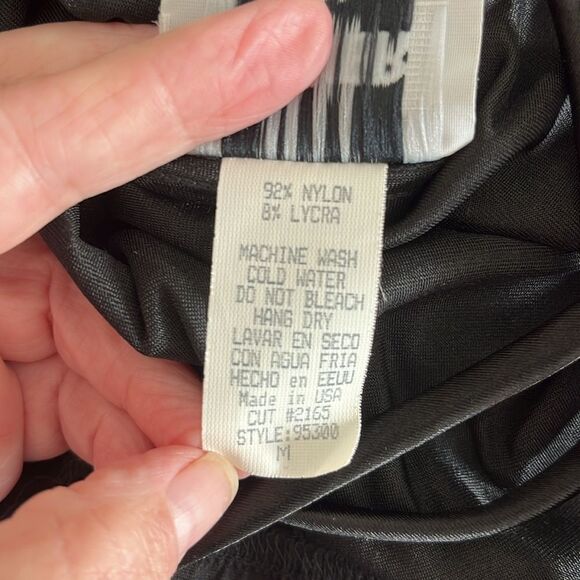 92% NYLON
8% LYCRA
MACHINE WASH
COLD WATER
DO NOT BLEACH
HANG DRY
LAVAR EN SECO
CON AGUA FRIA
HECHO en EEUU
Made in USA
CUT #2165
STYLE:95300
M